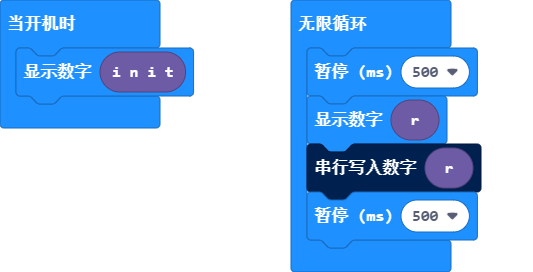 当开机时
显示数字 i n i t
无限循环
暂停 (ms) 500
显示数字 r
串行写入数字 r
暂停 (ms) 500